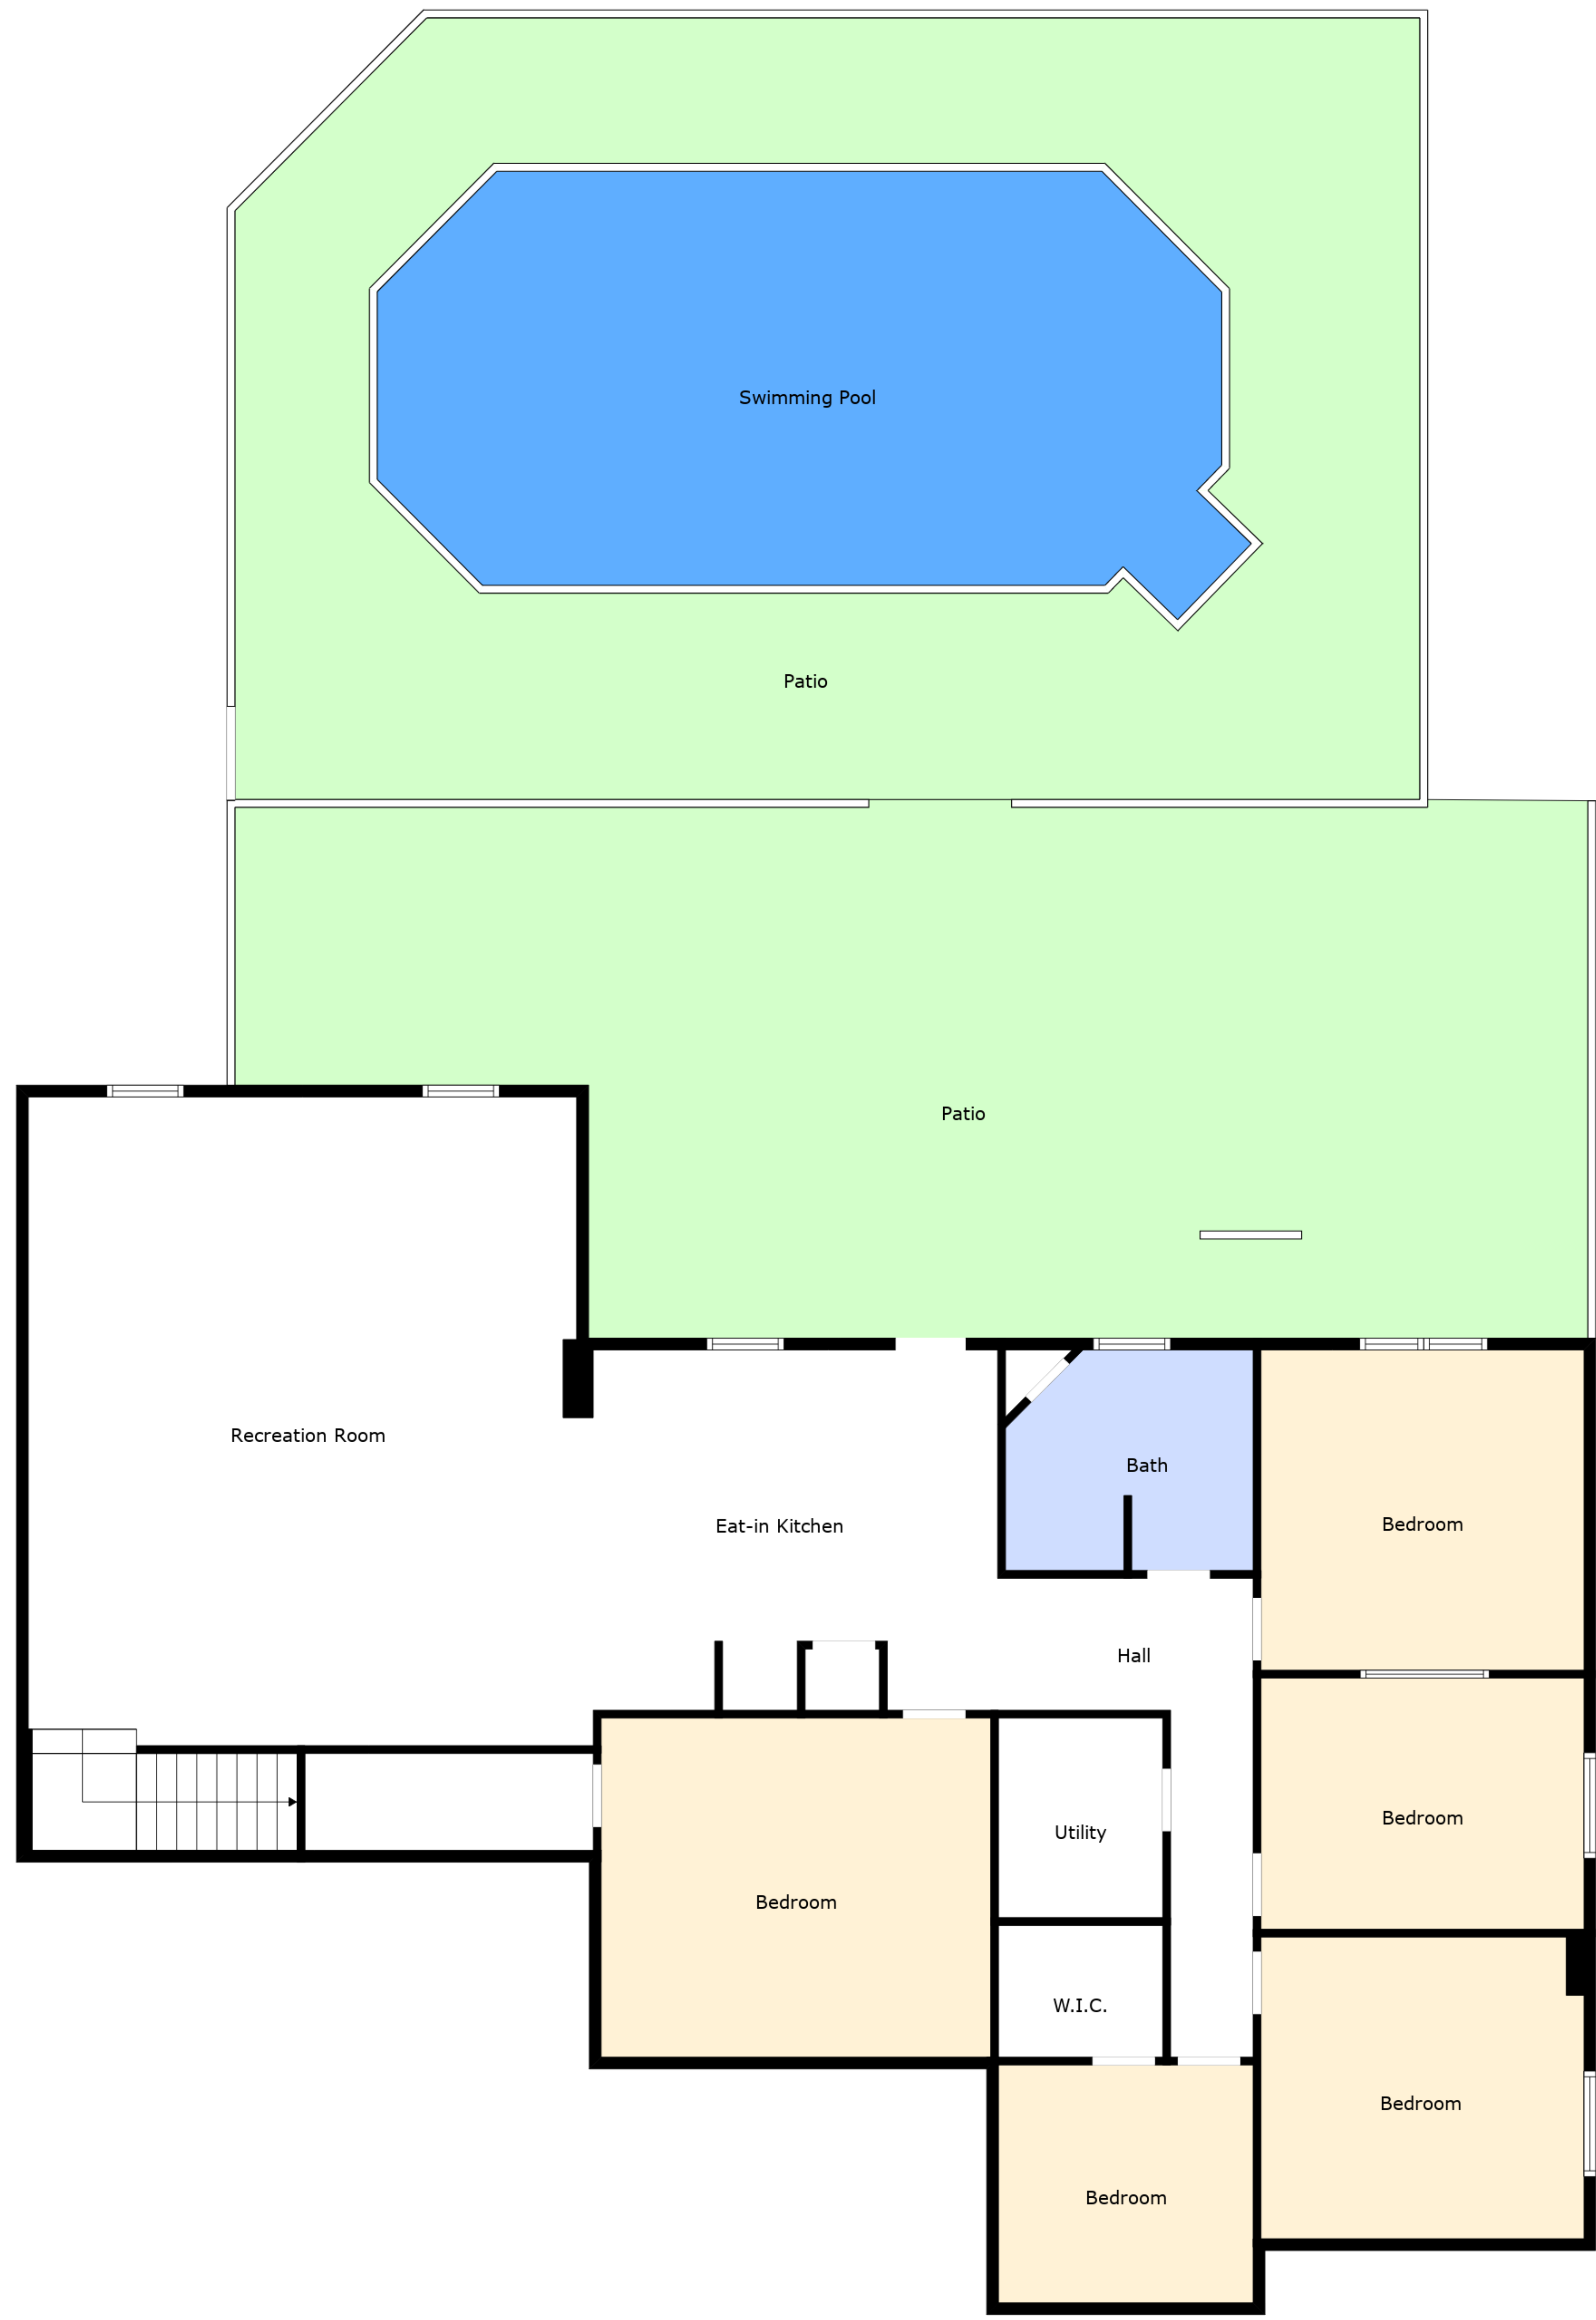 Swimming Pool
Patio
Patio
Recreation Room
Bath
Eat-in Kitchen
Bedroom
Hall
Bedroom
Utility
Bedroom
W.I.C.
Bedroom
Bedroom